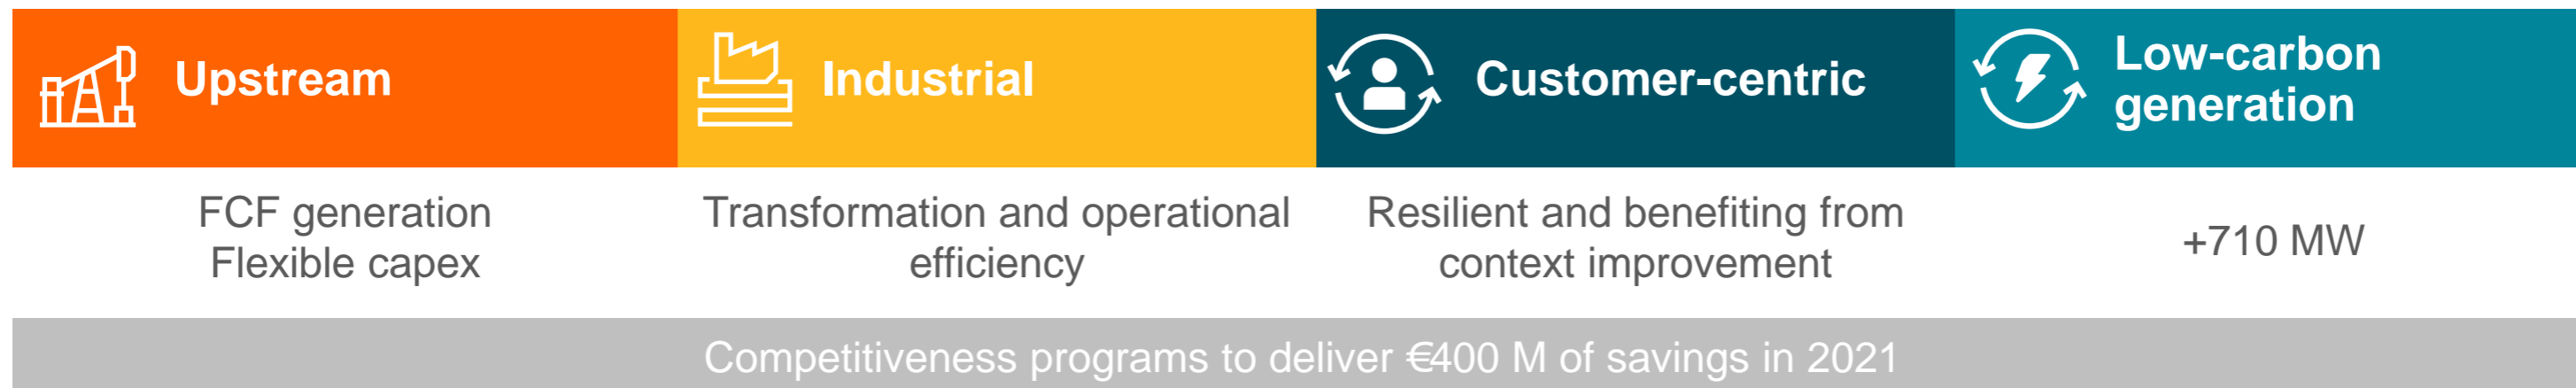 Upstream
FCF generation
Flexible capex
Industrial
Transformation and operational
efficiency
Customer-centric
Resilient and benefiting from
context improvement
Low-carbon
generation
+710 MW
Competitiveness programs to deliver €400 M of savings in 2021